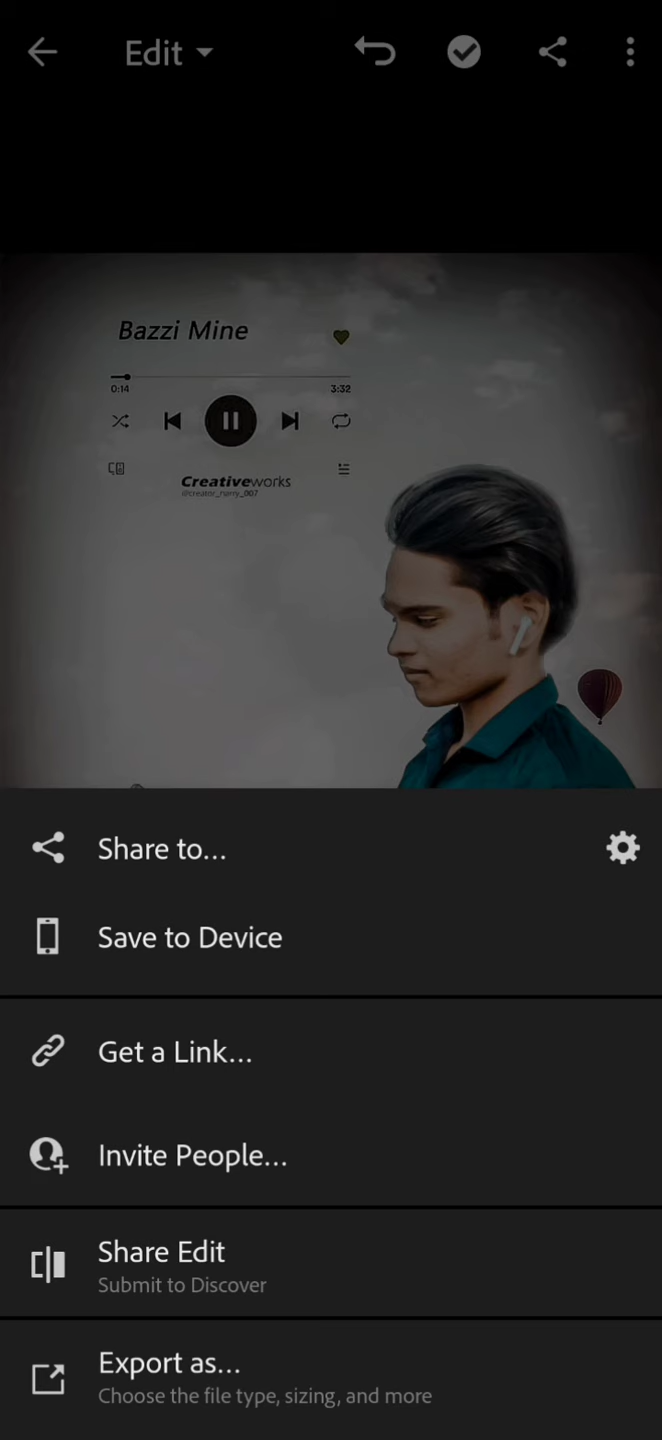 Edit
Bazzi Mine
0:14 3:32
Creativeworks
Share to...
Save to Device
Get a Link...
Invite People...
Share Edit
Submit to Discover
Export as...
Choose the file type, sizing, and more